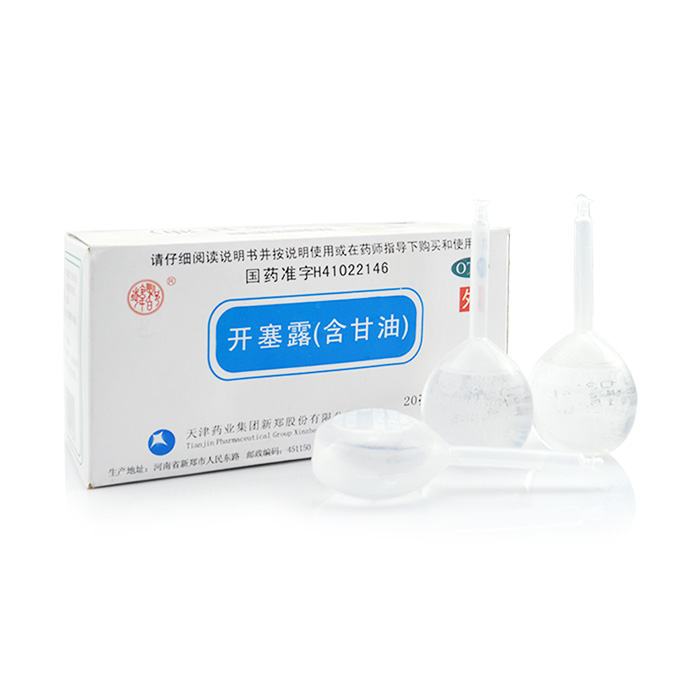 请仔细阅读说明书并按说明使用或在药师指导下购买和使用
国药准字H41022146
®
开塞露(含甘油)
20
天津药业集团新郑股份有限
Tianjin Pharmaceutical Group
生产地址：河南省新郑市人民东路 邮政编码：451150